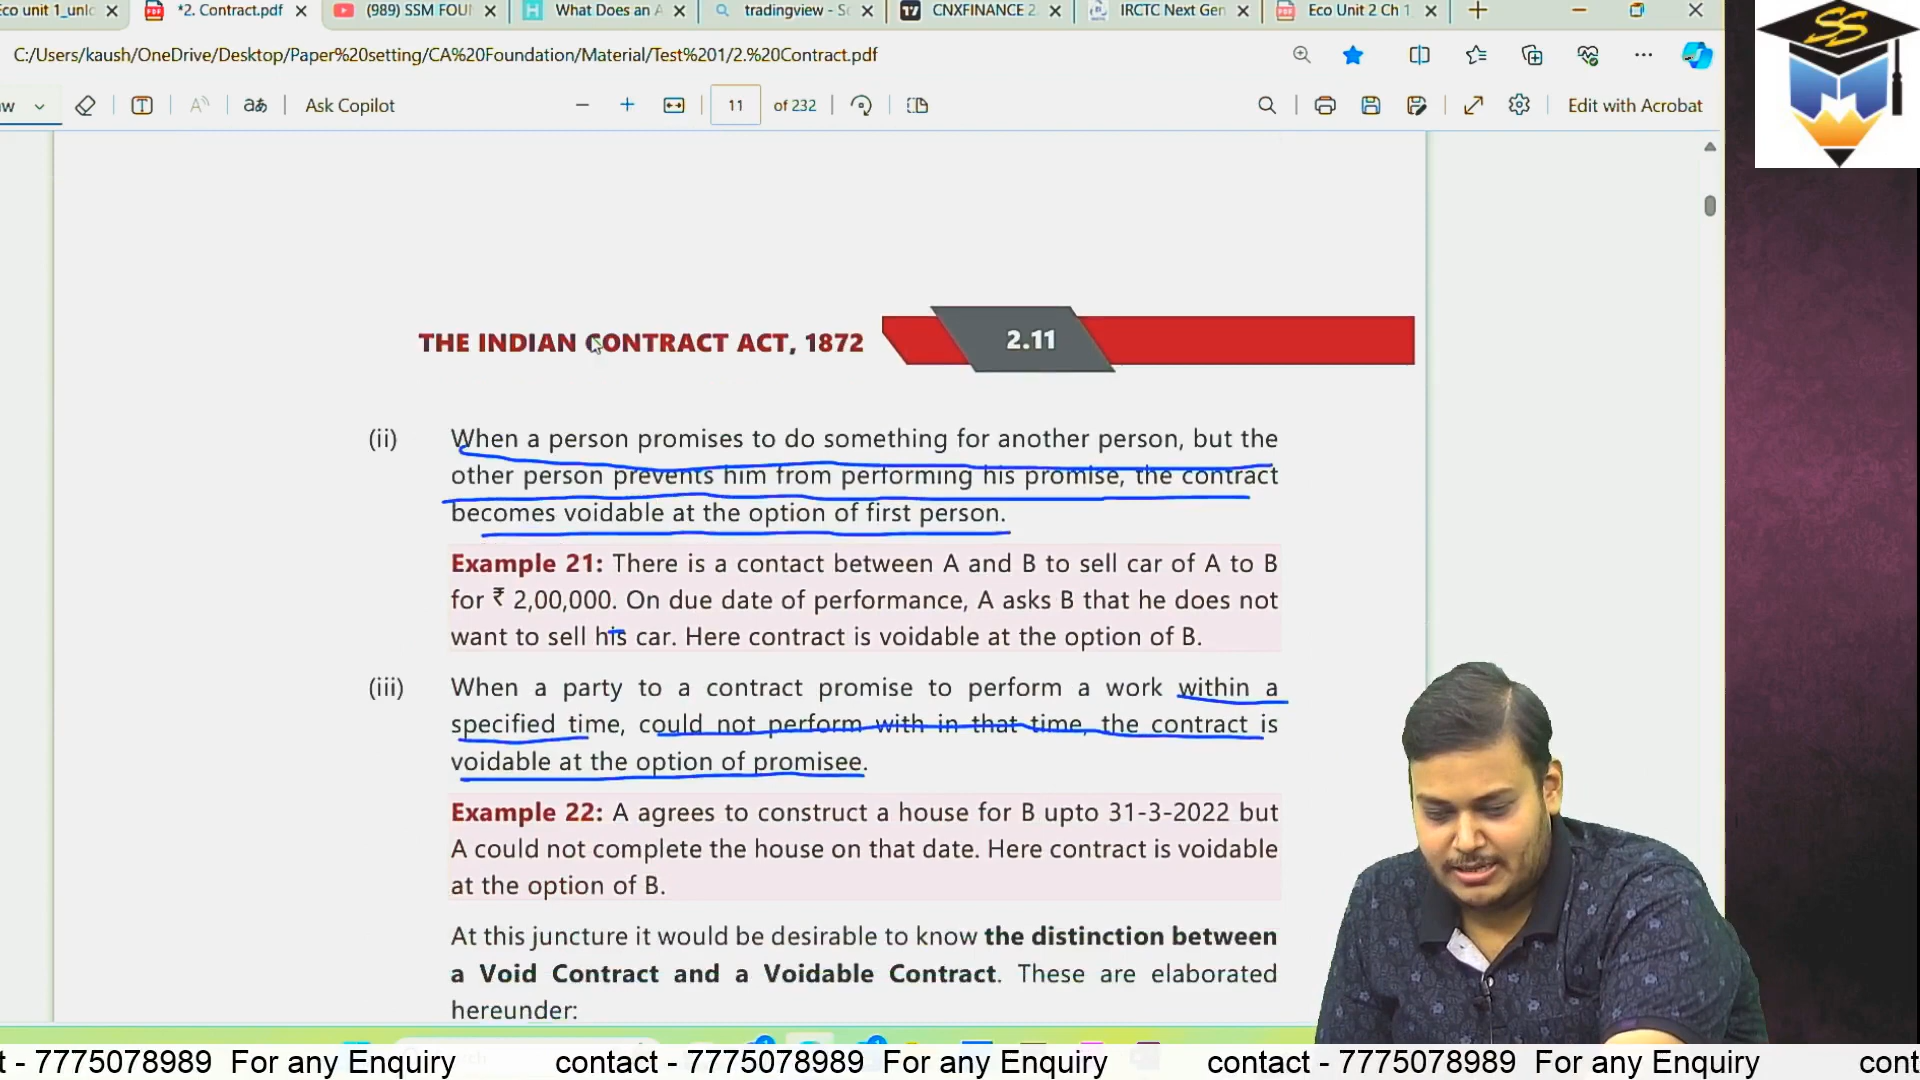 Eco unit 1_unlo
*2. Contract.pdf
(989) SSM FOU
What Does an A
tradingview - Se
CNXFINANCE 2
IRCTC Next Gen
Eco Unit 2 Ch 1
C:/Users/kaush/OneDrive/Desktop/Paper%20setting/CA%20Foundation/Material/Test%201/2.%20Contract.pdf
aw
Ask Copilot
11
of 232
Edit with Acrobat
SS
THE INDIAN CONTRACT ACT, 1872
2.11
(ii) When a person promises to do something for another person, but the
other person prevents him from performing his promise, the contract
becomes voidable at the option of first person.
Example 21: There is a contact between A and B to sell car of A to B
for ₹ 2,00,000. On due date of performance, A asks B that he does not
want to sell his car. Here contract is voidable at the option of B.
(iii) When a party to a contract promise to perform a work within a
specified time, could not perform with in that time, the contract is
voidable at the option of promisee.
Example 22: A agrees to construct a house for B upto 31-3-2022 but
A could not complete the house on that date. Here contract is voidable
at the option of B.
At this juncture it would be desirable to know the distinction between
a Void Contract and a Voidable Contract. These are elaborated
hereunder:
t - 7775078989 For any Enquiry contact - 7775078989 For any Enquiry contact - 7775078989 For any Enquiry cont